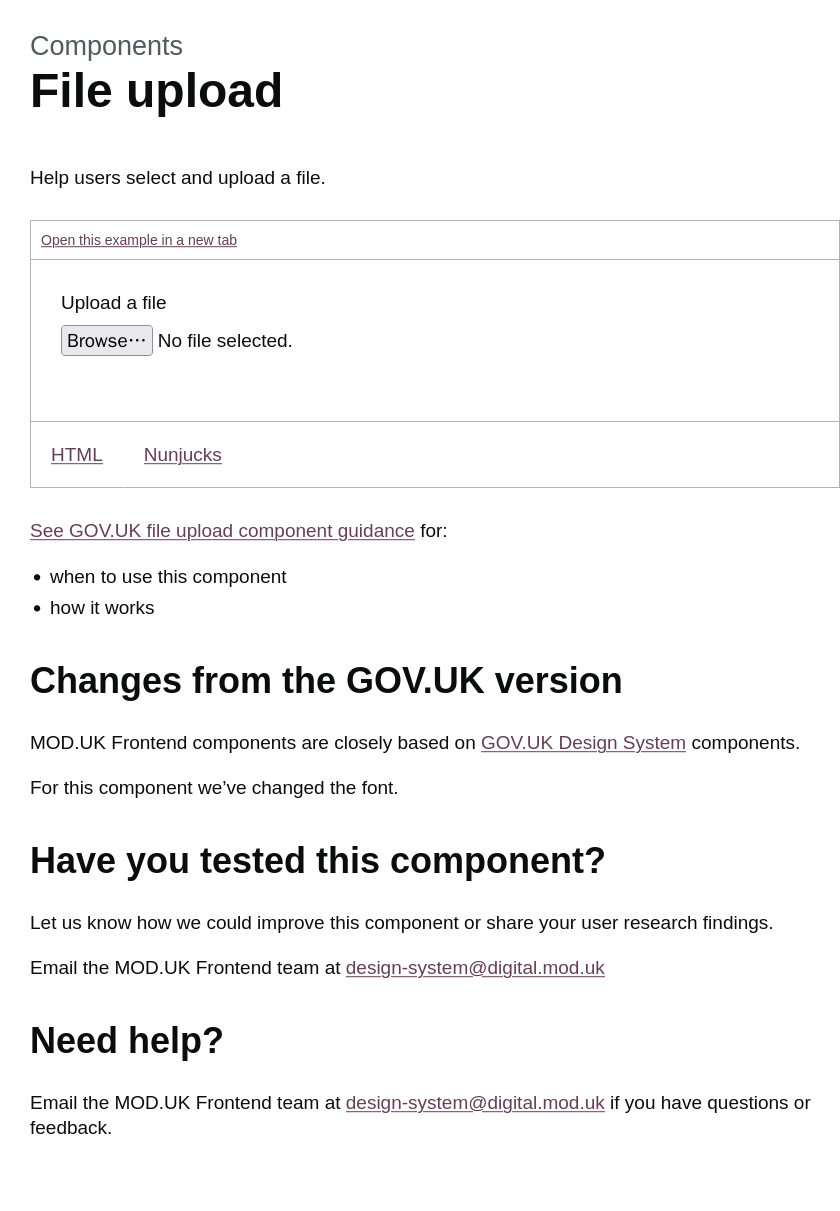 Components
File upload
Help users select and upload a file.
Open this example in a new tab
Upload a file
Browse… No file selected.
HTML Nunjucks
See GOV.UK file upload component guidance for:
• when to use this component
• how it works
Changes from the GOV.UK version
MOD.UK Frontend components are closely based on GOV.UK Design System components.
For this component we’ve changed the font.
Have you tested this component?
Let us know how we could improve this component or share your user research findings.
Email the MOD.UK Frontend team at design-system@digital.mod.uk
Need help?
Email the MOD.UK Frontend team at design-system@digital.mod.uk if you have questions or
feedback.